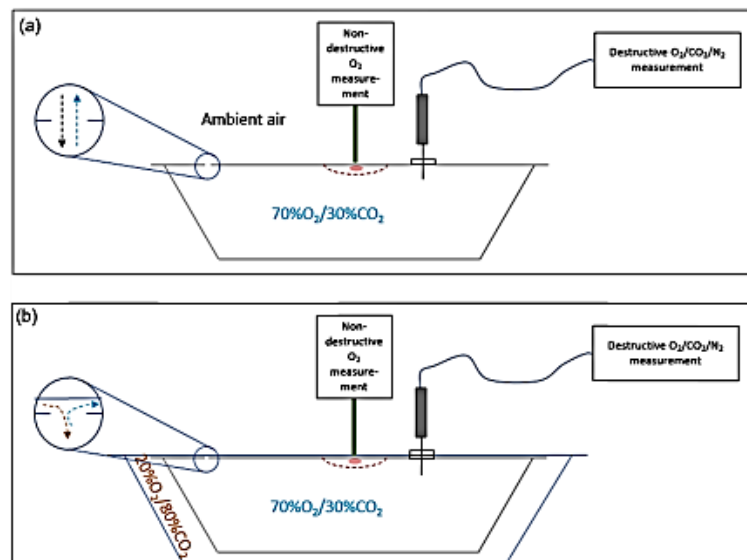 (a)
Non-
destructive
O₂
measure-
ment
Destructive O₂/CO₂/N₂
measurement
Ambient air
70%O₂/30%CO₂
(b)
Non-
destructive
O₂
measure-
ment
Destructive O₂/CO₂/N₂
measurement
20%O₂/80%CO₂
70%O₂/30%CO₂